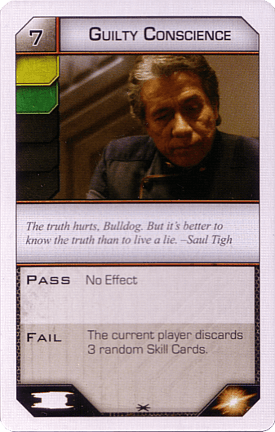 7
GUILTY CONSCIENCE
The truth hurts, Bulldog. But it's better to
know the truth than to live a lie. –Saul Tigh
PASS No Effect
FAIL The current player discards
3 random Skill Cards.